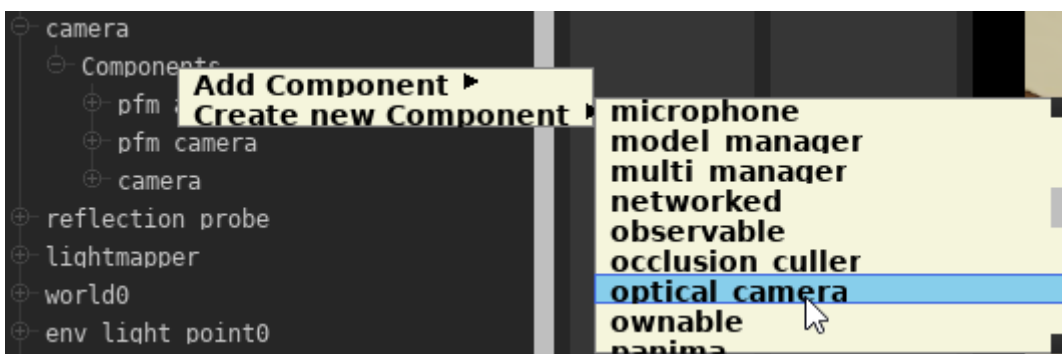 camera
Components
pfm
pfm camera
camera
reflection probe
lightmapper
world0
env light point0
Add Component
Create new Component
microphone
model manager
multi manager
networked
observable
occlusion culler
optical camera
ownable